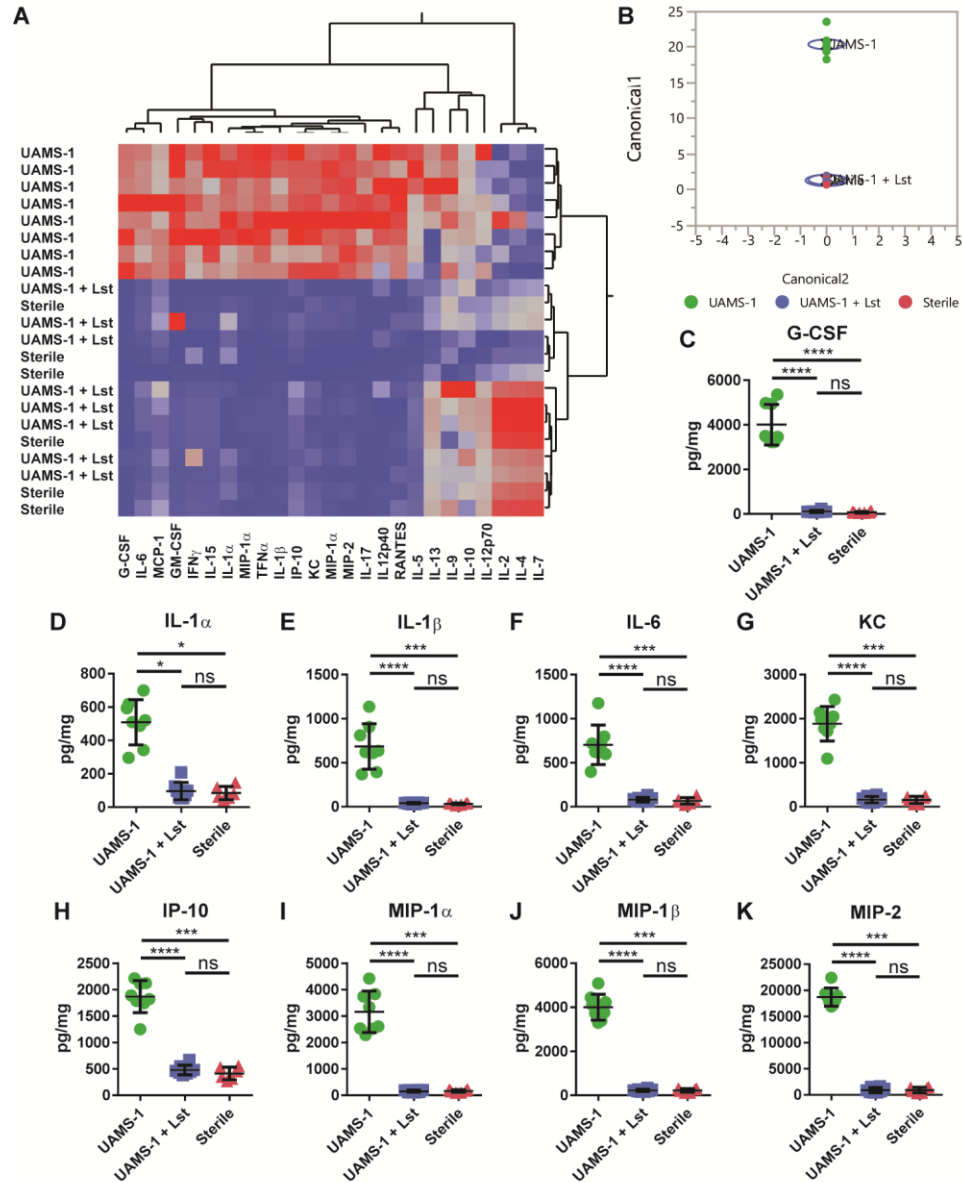 A
UAMS-1
UAMS-1
UAMS-1
UAMS-1
UAMS-1
UAMS-1
UAMS-1
UAMS-1
UAMS-1 + Lst
Sterile
UAMS-1 + Lst
UAMS-1 + Lst
Sterile
Sterile
UAMS-1 + Lst
UAMS-1 + Lst
UAMS-1 + Lst
Sterile
UAMS-1 + Lst
UAMS-1 + Lst
Sterile
Sterile
G-CSF
IL-6
MCP-1
GM-CSF
IFNγ
IL-15
IL-1α
MIP-1α
TFNα
IL-1β
IP-10
KC
MIP-1α
MIP-2
IL-17
IL12p40
RANTES
IL-5
IL-13
IL-9
IL-10
IL-12p70
IL-2
IL-4
IL-7
B
Canonical1
25
20
15
10
5
0
-5
UAMS-1
UAMS-1 + Lst
-5 -4 -3 -2 -1 0 1 2 3 4 5
Canonical2
UAMS-1 UAMS-1 + Lst Sterile
C
G-CSF
****
****
ns
pg/mg
6000
4000
2000
0
UAMS-1
UAMS-1 + Lst
Sterile
D
IL-1α
*
*
ns
pg/mg
800
600
400
200
0
UAMS-1
UAMS-1 + Lst
Sterile
E
IL-1β
***
****
ns
pg/mg
1500
1000
500
0
UAMS-1
UAMS-1 + Lst
Sterile
F
IL-6
***
****
ns
pg/mg
1500
1000
500
0
UAMS-1
UAMS-1 + Lst
Sterile
G
KC
***
****
ns
pg/mg
3000
2000
1000
0
UAMS-1
UAMS-1 + Lst
Sterile
H
IP-10
***
****
ns
pg/mg
2500
2000
1500
1000
500
0
UAMS-1
UAMS-1 + Lst
Sterile
I
MIP-1α
***
****
ns
pg/mg
5000
4000
3000
2000
1000
0
UAMS-1
UAMS-1 + Lst
Sterile
J
MIP-1β
***
****
ns
pg/mg
6000
4000
2000
0
UAMS-1
UAMS-1 + Lst
Sterile
K
MIP-2
***
****
ns
pg/mg
25000
20000
15000
10000
5000
0
UAMS-1
UAMS-1 + Lst
Sterile